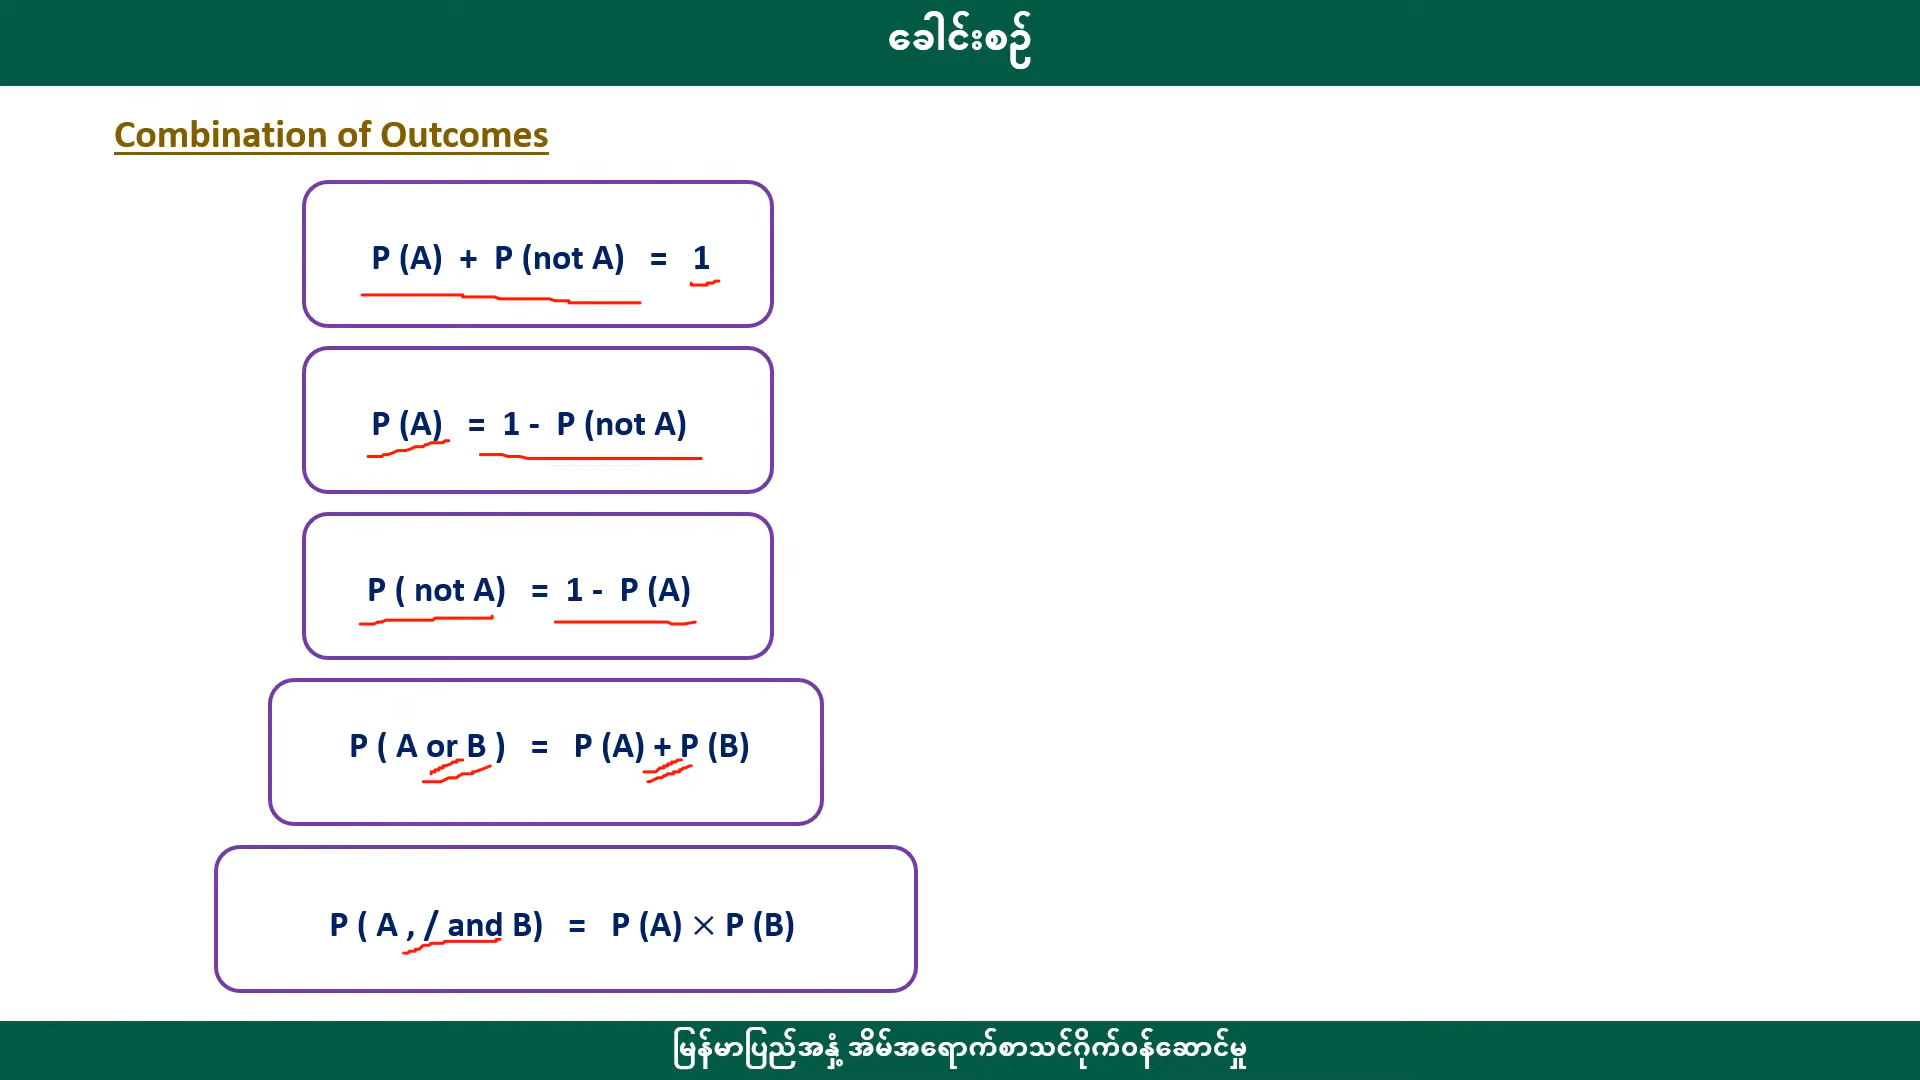 ခေါင်းစဉ်
Combination of Outcomes
P (A) + P (not A) = 1
P (A) = 1 - P (not A)
P ( not A) = 1 - P (A)
P ( A or B ) = P (A) + P (B)
P ( A , / and B) = P (A) × P (B)
မြန်မာပြည်အနှံ့ အိမ်အရောက်စာသင်ဂိုက်ဝန်ဆောင်မှု